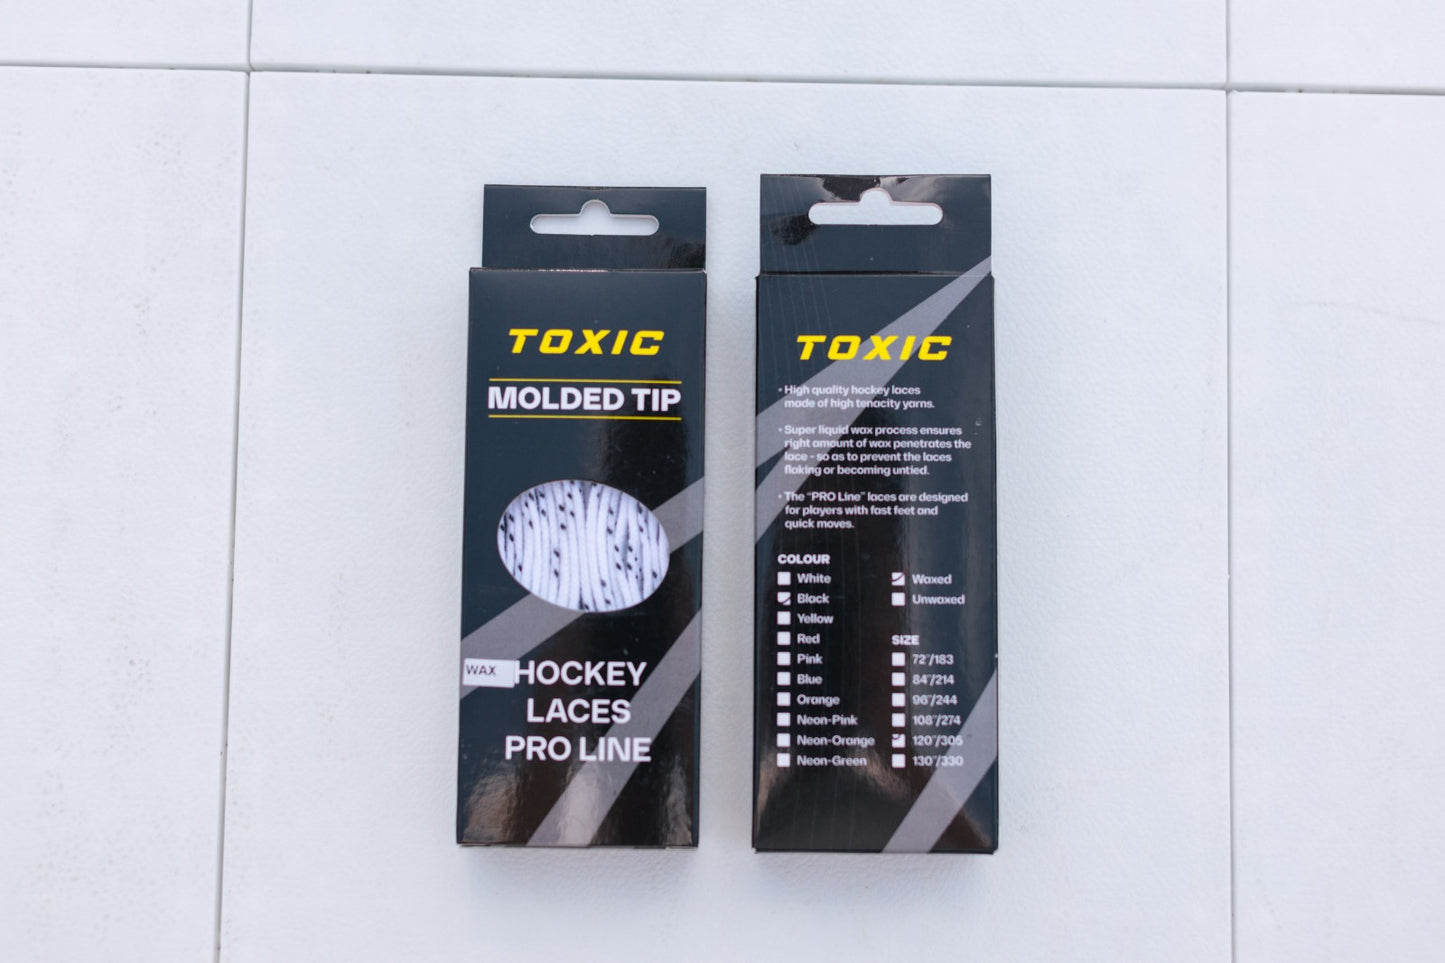 TOXIC
MOLDED TIP
WAX
HOCKEY
LACES
PRO LINE
TOXIC
• High quality hockey laces
made of high tenacity yarns.
• Super liquid wax process ensures
right amount of wax penetrates the
lace - so as to prevent the laces
flaking or becoming untied.
• The "PRO Line" laces are designed
for players with fast feet and
quick moves.
COLOUR
White
Black
Yellow
Red
Pink
Blue
Orange
Neon-Pink
Neon-Orange
Neon-Green
Waxed
Unwaxed
SIZE
72"/183
84"/214
96"/244
108"/274
120"/305
130"/330